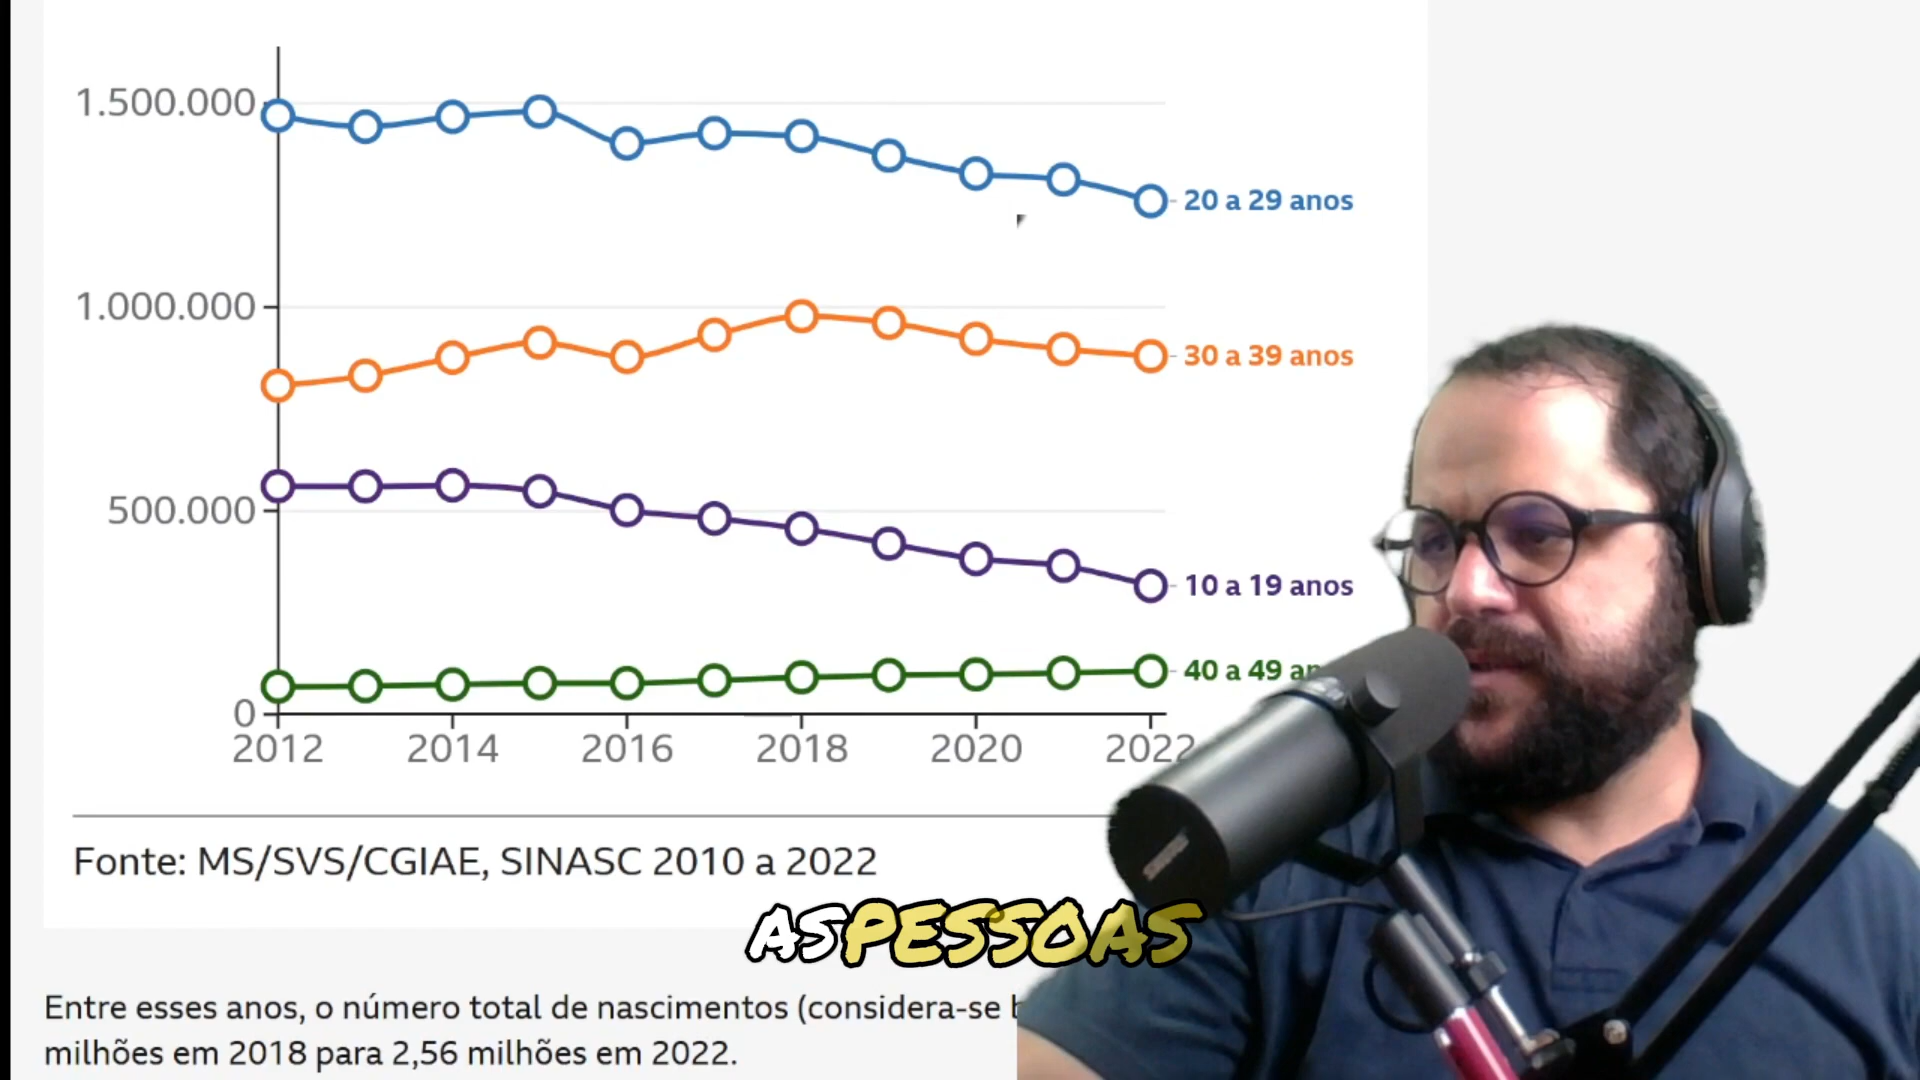 1.500.000
20 a 29 anos
1.000.000
30 a 39 anos
500.000
10 a 19 anos
40 a 49
0
2012 2014 2016 2018 2020 2022
Fonte: MS/SVS/CGIAE, SINASC 2010 a 2022
AS PESSOAS
Entre esses anos, o número total de nascimentos (considera-se
milhões em 2018 para 2,56 milhões em 2022.